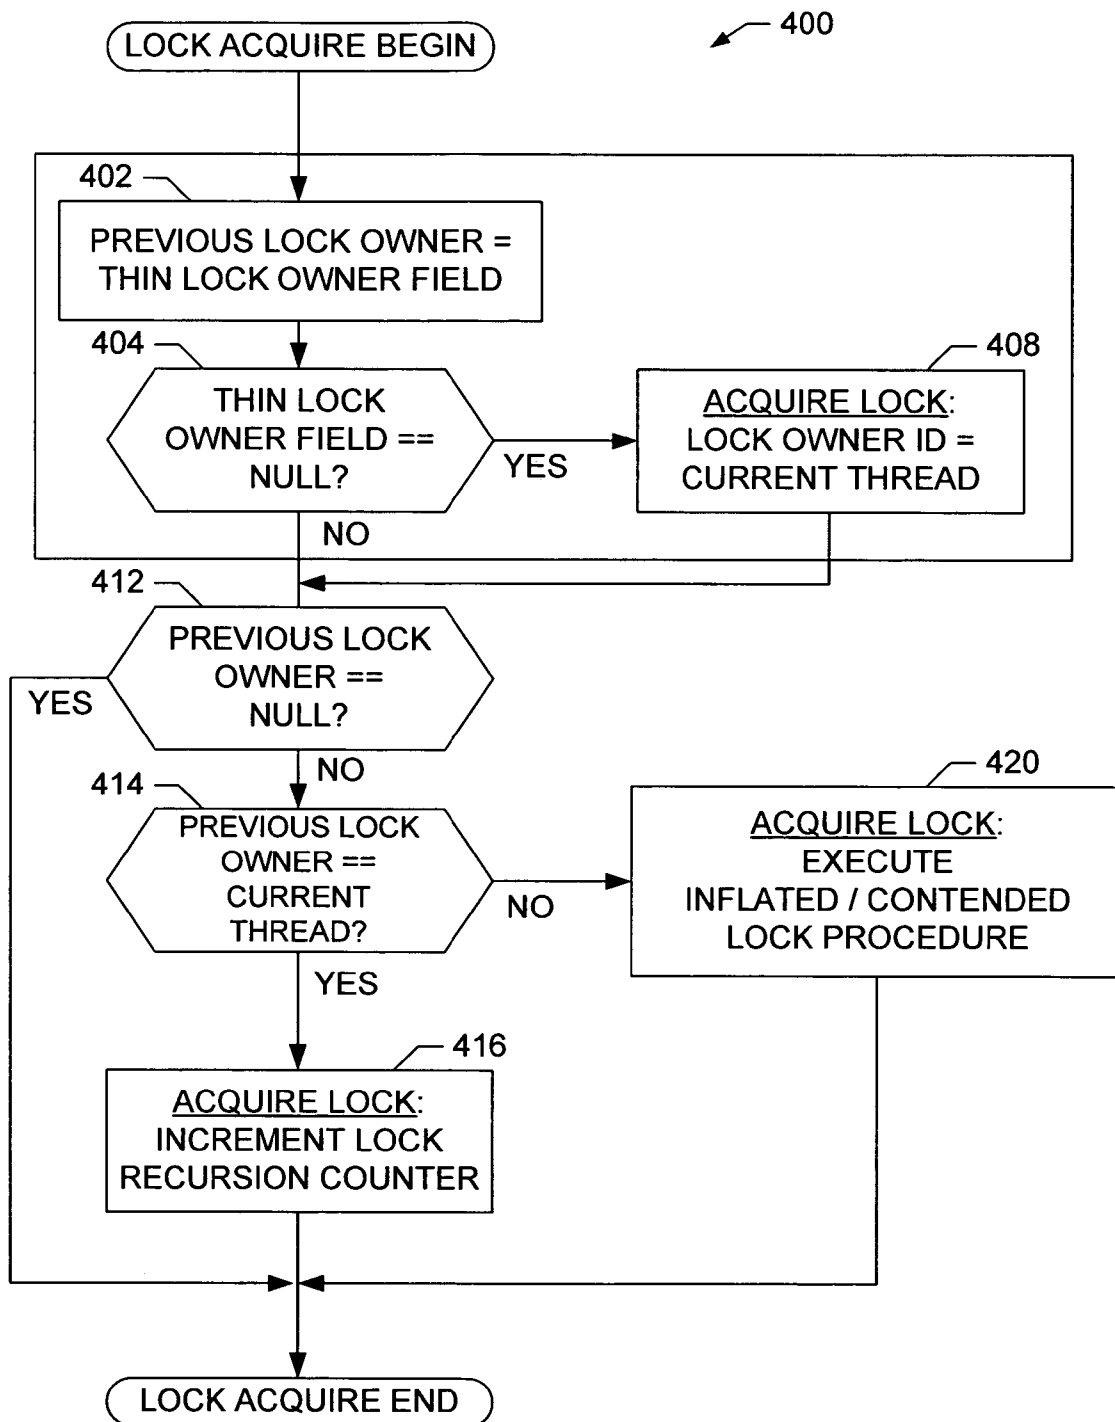 LOCK ACQUIRE BEGIN
400
402
PREVIOUS LOCK OWNER =
THIN LOCK OWNER FIELD
404
THIN LOCK
OWNER FIELD ==
NULL?
YES
NO
408
ACQUIRE LOCK:
LOCK OWNER ID =
CURRENT THREAD
412
PREVIOUS LOCK
OWNER ==
NULL?
YES
NO
414
PREVIOUS LOCK
OWNER ==
CURRENT
THREAD?
NO
YES
420
ACQUIRE LOCK:
EXECUTE
INFLATED / CONTENDED
LOCK PROCEDURE
416
ACQUIRE LOCK:
INCREMENT LOCK
RECURSION COUNTER
LOCK ACQUIRE END